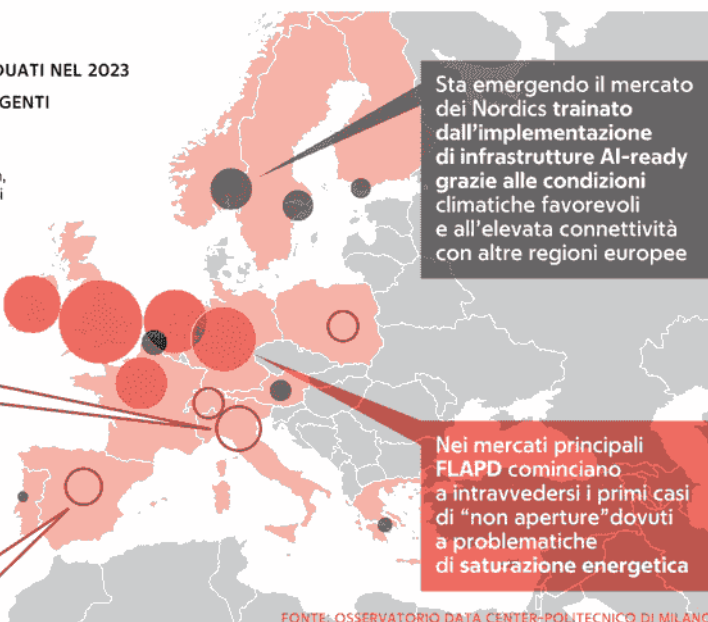 DUATI NEL 2023
GENTI
i
Sta emergendo il mercato
dei Nordics trainato
dall'implementazione
di infrastrutture AI-ready
grazie alle condizioni
climatiche favorevoli
e all'elevata connettività
con altre regioni europee
Nei mercati principali
FLAPD cominciano
a intravvedersi i primi casi
di “non aperture”dovuti
a problematiche
di saturazione energetica
FONTE: OSSERVATORIO DATA CENTER-POLITECNICO DI MILANO